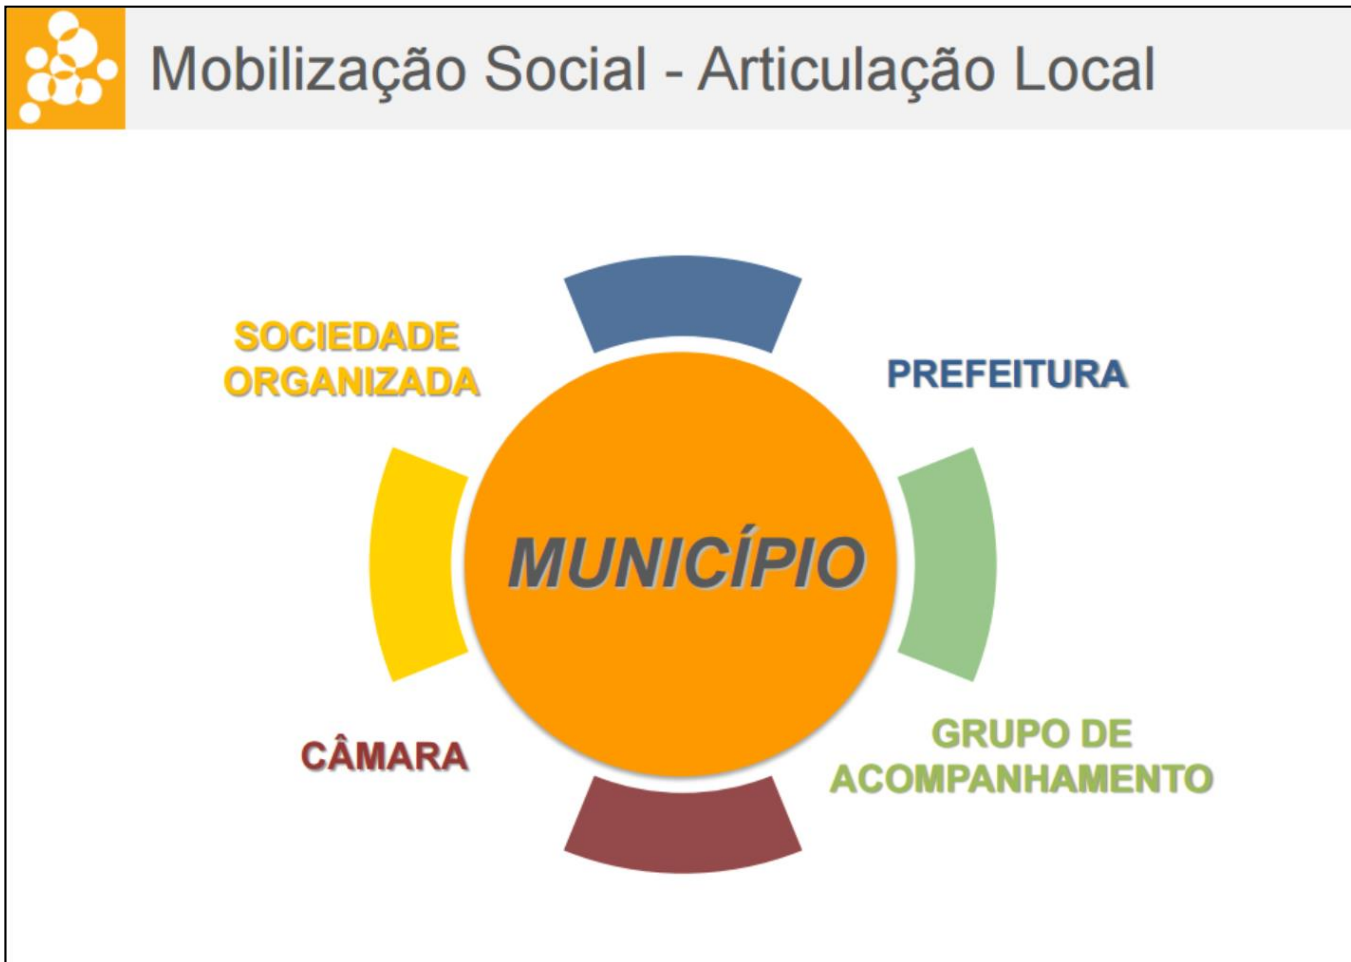 Mobilização Social - Articulação Local
SOCIEDADE
ORGANIZADA
PREFEITURA
MUNICÍPIO
CÂMARA
GRUPO DE
ACOMPANHAMENTO